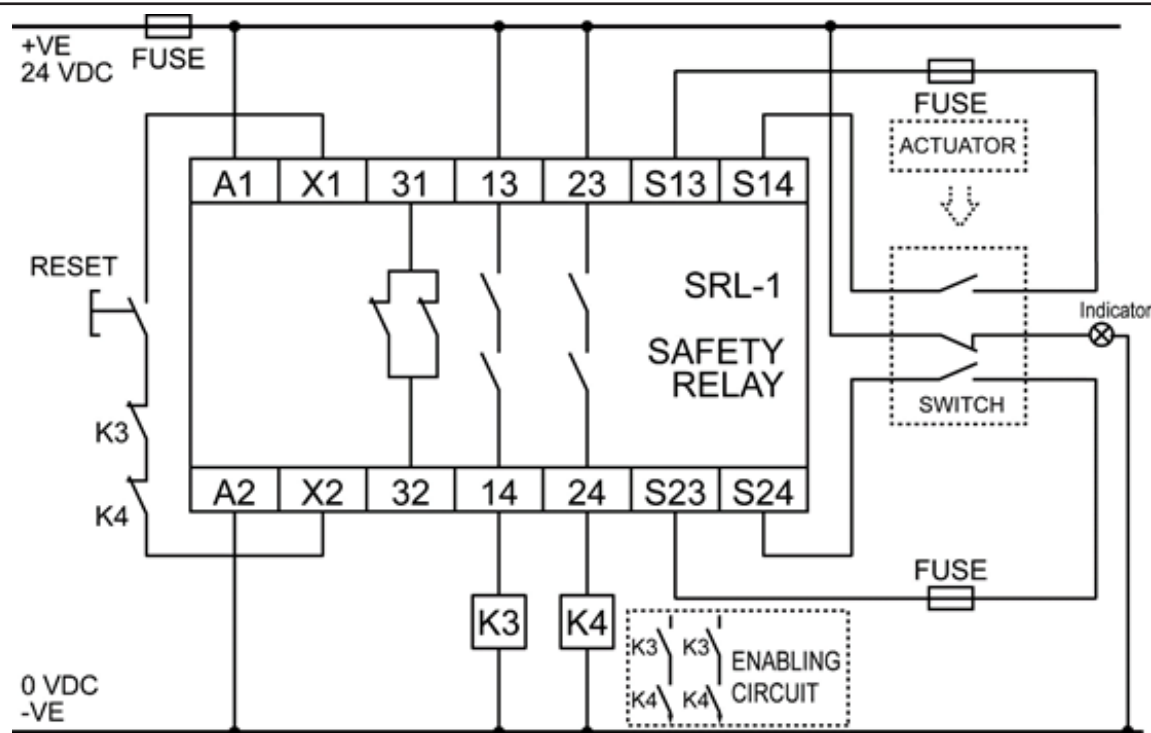 +VE
24 VDC
FUSE
FUSE
ACTUATOR
A1 X1 31 13 23 S13 S14
RESET
SRL-1
SAFETY
RELAY
Indicator
SWITCH
K3
K4
A2 X2 32 14 24 S23 S24
FUSE
K3 K4
K3 K3
K4 K4
ENABLING
CIRCUIT
0 VDC
-VE